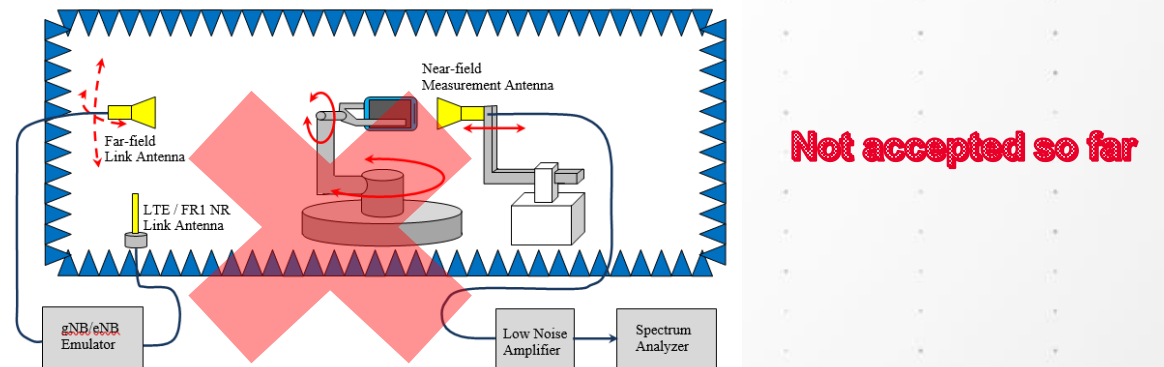 Near-field
Measurement Antenna
Far-field
Link Antenna
LTE / FR1 NR
Link Antenna
gNB/eNB
Emulator
Low Noise
Amplifier
Spectrum
Analyzer
Not accepted so far